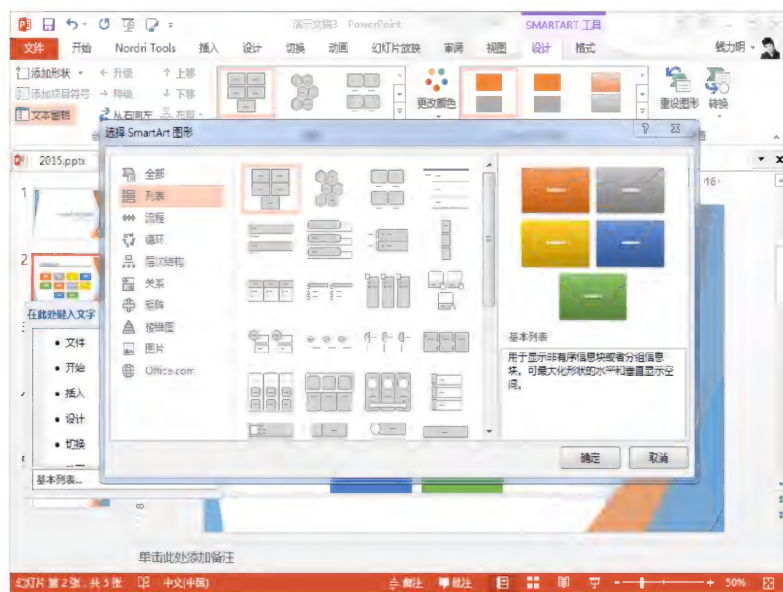 演示文稿3 - PowerPoint
SMARTART 工具
文件 开始 Nordri Tools 插入 设计 切换 动画 幻灯片放映 审阅 视图 设计 格式 钱力明
添加形状 升级 上移
添加项目符号 降级 下移
文本窗格 从右向左 布局
更改颜色
重设图形 转换
选择 SmartArt 图形
2015.pptx
16
全部
列表
流程
循环
层次结构
关系
矩阵
棱锥图
图片
Office.com
基本列表
用于显示非有序信息块或者分组信息
块。可最大化形状的水平和垂直显示空
间。
确定 取消
1
2
在此处键入文字
• 文件
• 开始
• 插入
• 设计
• 切换
基本列表...
8
单击此处添加备注
幻灯片 第 2 张，共 5 张 中文(中国) 备注 批注 50%